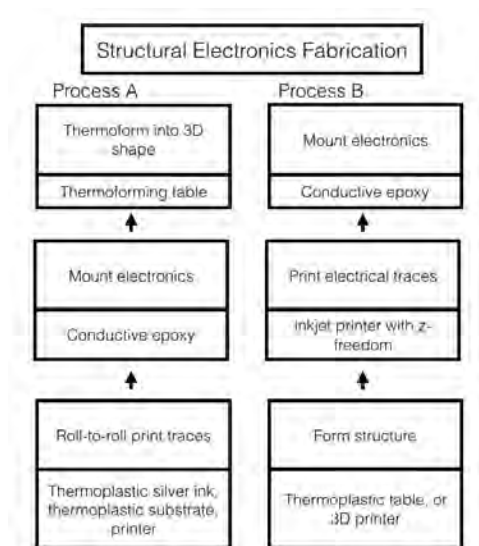 Structural Electronics Fabrication
Process A
Process B
Thermoform into 3D
shape
Thermoforming table
Mount electronics
Conductive epoxy
Mount electronics
Conductive epoxy
Print electrical traces
inkjet printer with z-
freedom
Roll-to-roll print traces
Thermoplastic silver ink,
thermoplastic substrate,
printer
Form structure
Thermoplastic table, or
3D printer